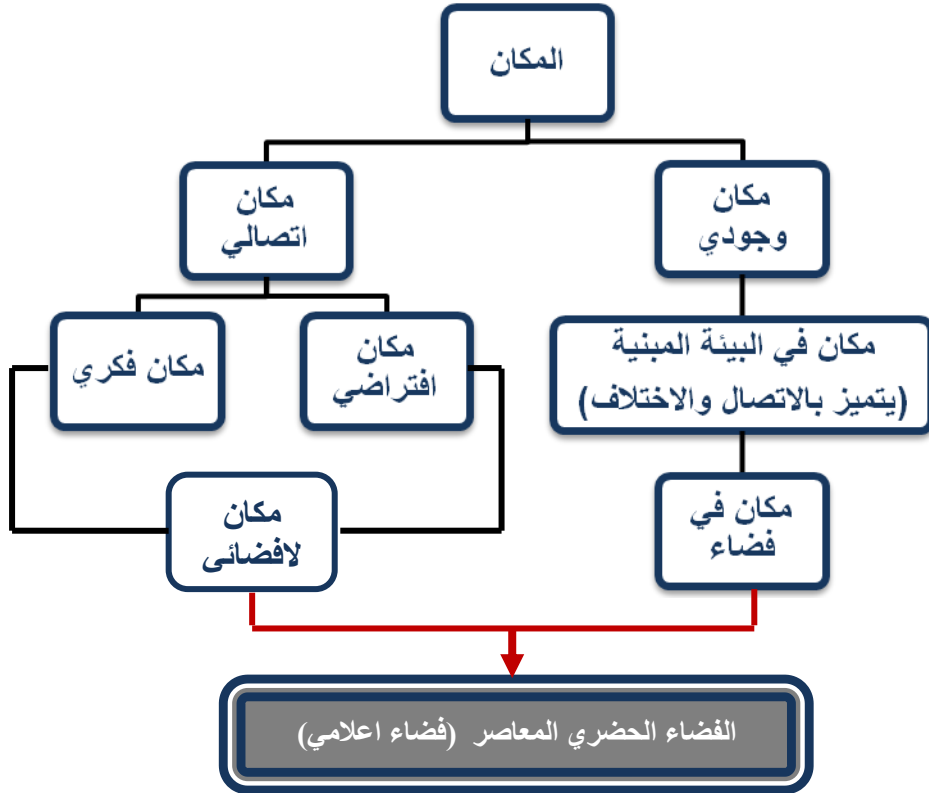 المكان
مكان
وجودي
مكان
اتصالي
مكان في البيئة المبنية
(يتميز بالاتصال والاختلاف)
مكان
افتراضي
مكان فكري
مكان في
فضاء
مكان
لافضائى
الفضاء الحضري المعاصر (فضاء اعلامي)